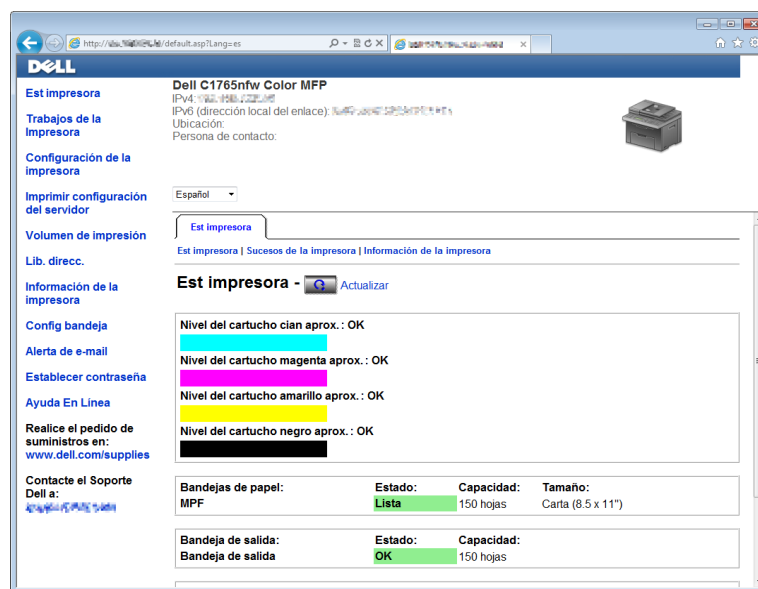 http://
/default.asp?Lang=es
DELL
Dell C1765nfw Color MFP
IPv4:
IPv6 (dirección local del enlace):
Ubicación:
Persona de contacto:
Est impresora
Trabajos de la
Impresora
Configuración de la
impresora
Imprimir configuración
del servidor
Volumen de impresión
Lib. direcc.
Información de la
impresora
Config bandeja
Alerta de e-mail
Establecer contraseña
Ayuda En Línea
Realice el pedido de
suministros en:
www.dell.com/supplies
Contacte el Soporte
Dell a:
Español
Est impresora
Est impresora | Sucesos de la impresora | Información de la impresora
Est impresora - Actualizar
Nivel del cartucho cian aprox. : OK
Nivel del cartucho magenta aprox. : OK
Nivel del cartucho amarillo aprox. : OK
Nivel del cartucho negro aprox. : OK
Bandejas de papel: Estado: Capacidad: Tamaño:
MPF Lista 150 hojas Carta (8.5 x 11")
Bandeja de salida: Estado: Capacidad:
Bandeja de salida OK 150 hojas